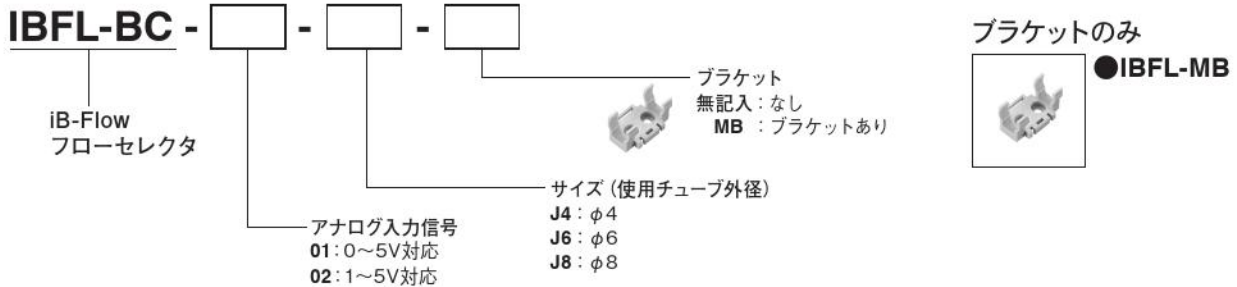 IBFL-BC - □ - □ - □
iB-Flow
フローセレクタ
アナログ入力信号
01：0～5V対応
02：1～5V対応
サイズ（使用チューブ外径）
J4：φ4
J6：φ6
J8：φ8
ブラケット
無記入：なし
MB：ブラケットあり
ブラケットのみ
●IBFL-MB